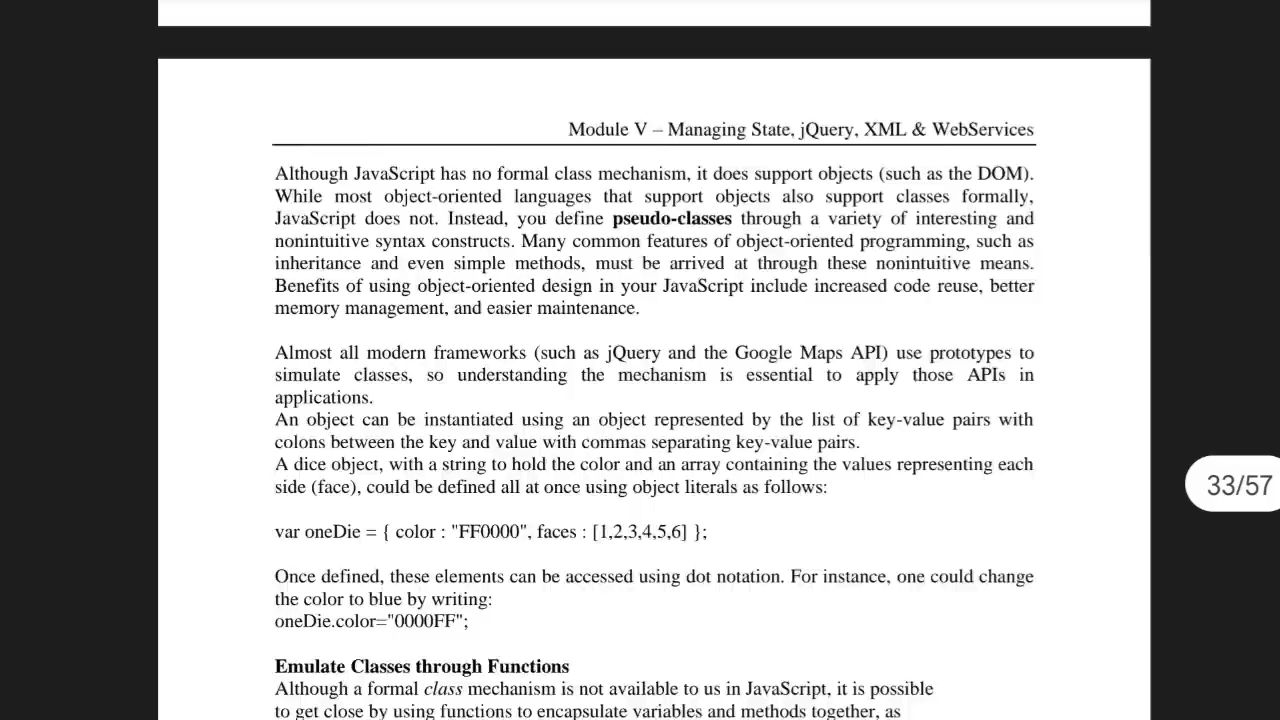 Module V – Managing State, jQuery, XML & WebServices
Although JavaScript has no formal class mechanism, it does support objects (such as the DOM).
While most object-oriented languages that support objects also support classes formally,
JavaScript does not. Instead, you define pseudo-classes through a variety of interesting and
nonintuitive syntax constructs. Many common features of object-oriented programming, such as
inheritance and even simple methods, must be arrived at through these nonintuitive means.
Benefits of using object-oriented design in your JavaScript include increased code reuse, better
memory management, and easier maintenance.
Almost all modern frameworks (such as jQuery and the Google Maps API) use prototypes to
simulate classes, so understanding the mechanism is essential to apply those APIs in
applications.
An object can be instantiated using an object represented by the list of key-value pairs with
colons between the key and value with commas separating key-value pairs.
A dice object, with a string to hold the color and an array containing the values representing each
side (face), could be defined all at once using object literals as follows:
33/57
var oneDie = { color : "FF0000", faces : [1,2,3,4,5,6] };
Once defined, these elements can be accessed using dot notation. For instance, one could change
the color to blue by writing:
oneDie.color="0000FF";
Emulate Classes through Functions
Although a formal class mechanism is not available to us in JavaScript, it is possible
to get close by using functions to encapsulate variables and methods together, as